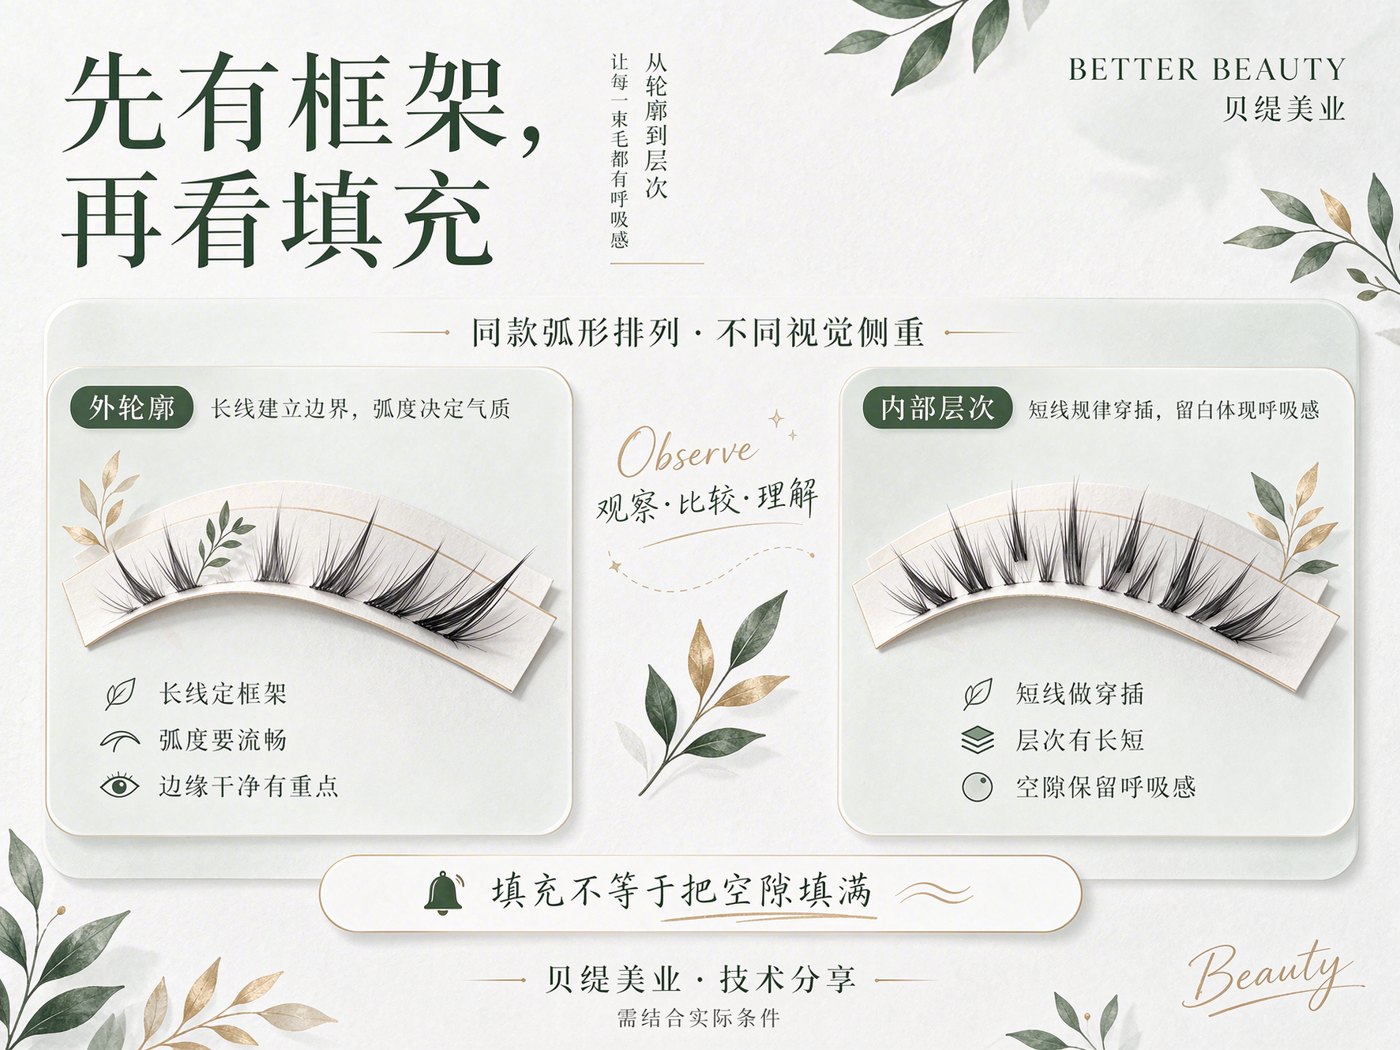 先有框架，
再看填充
从轮廓到层次
让每一束毛都有呼吸感
BETTER BEAUTY
贝缇美业
同款弧形排列·不同视觉侧重
外轮廓
长线建立边界，弧度决定气质
长线定框架
弧度要流畅
边缘干净有重点
Observe
观察·比较·理解
内部层次
短线规律穿插，留白体现呼吸感
短线做穿插
层次有长短
空隙保留呼吸感
填充不等于把空隙填满
贝缇美业·技术分享
需结合实际条件
Beauty